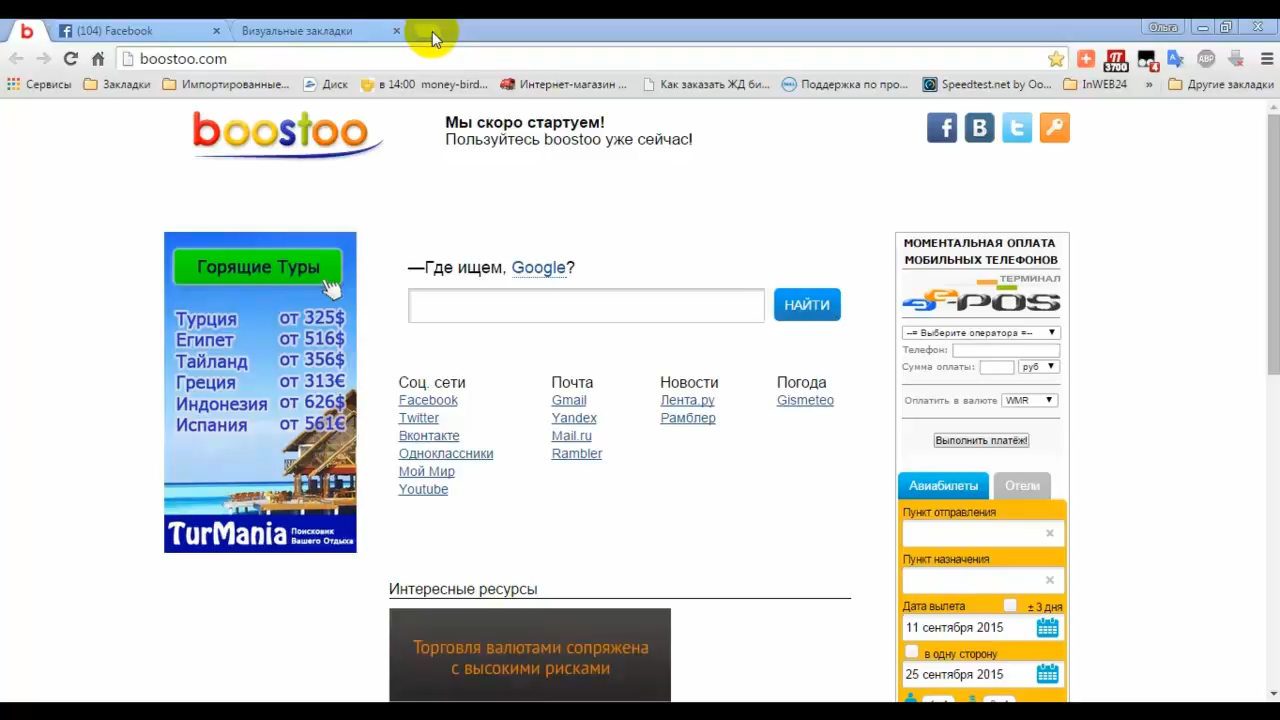 b
(104) Facebook
Визуальные закладки
Ольга
boostoo.com
3700
4
ABP
Сервисы
Закладки
Импортированные...
Диск
в 14:00 money-bird...
Интернет-магазин ...
Как заказать ЖД би...
Поддержка по про...
Speedtest.net by Oo...
InWEB24
»
Другие закладки
boostoo
Мы скоро стартуем!
Пользуйтесь boostoo уже сейчас!
Горящие Туры
Турция от 325$
Египет от 516$
Тайланд от 356$
Греция от 313€
Индонезия от 626$
Испания от 561€
TurMania Поисковик
Вашего Отдыха
—Где ищем, Google?
НАЙТИ
Соц. сети
Facebook
Twitter
Вконтакте
Одноклассники
Мой Мир
Youtube
Почта
Gmail
Yandex
Mail.ru
Rambler
Новости
Лента.ру
Рамблер
Погода
Gismeteo
Интересные ресурсы
Торговля валютами сопряжена
с высокими рисками
МОМЕНТАЛЬНАЯ ОПЛАТА
МОБИЛЬНЫХ ТЕЛЕФОНОВ
ТЕРМИНАЛ
e-POS
--= Выберите оператора =--
Телефон:
Сумма оплаты: руб
Оплатить в валюте WMR
Выполнить платёж!
Авиабилеты Отели
Пункт отправления
Пункт назначения
Дата вылета ± 3 дня
11 сентября 2015
в одну сторону
25 сентября 2015